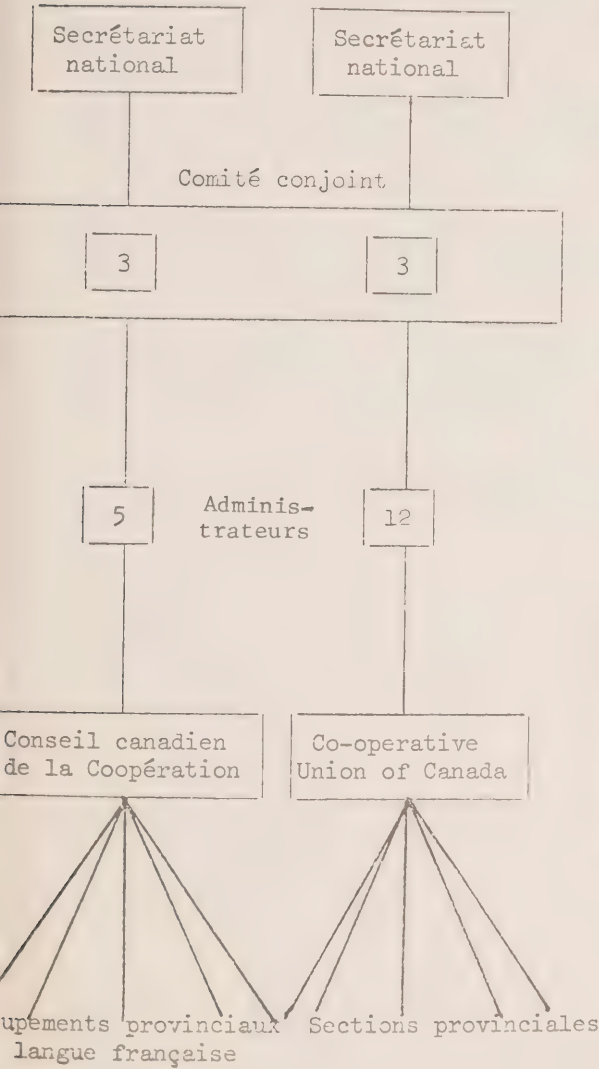 Secrétariat
national
Secrétariat
national
Comité conjoint
3
3
5
Adminis-
trateurs
12
Conseil canadien
de la Coopération
Co-operative
Union of Canada
provinciaux
langue française
Sections provinciales